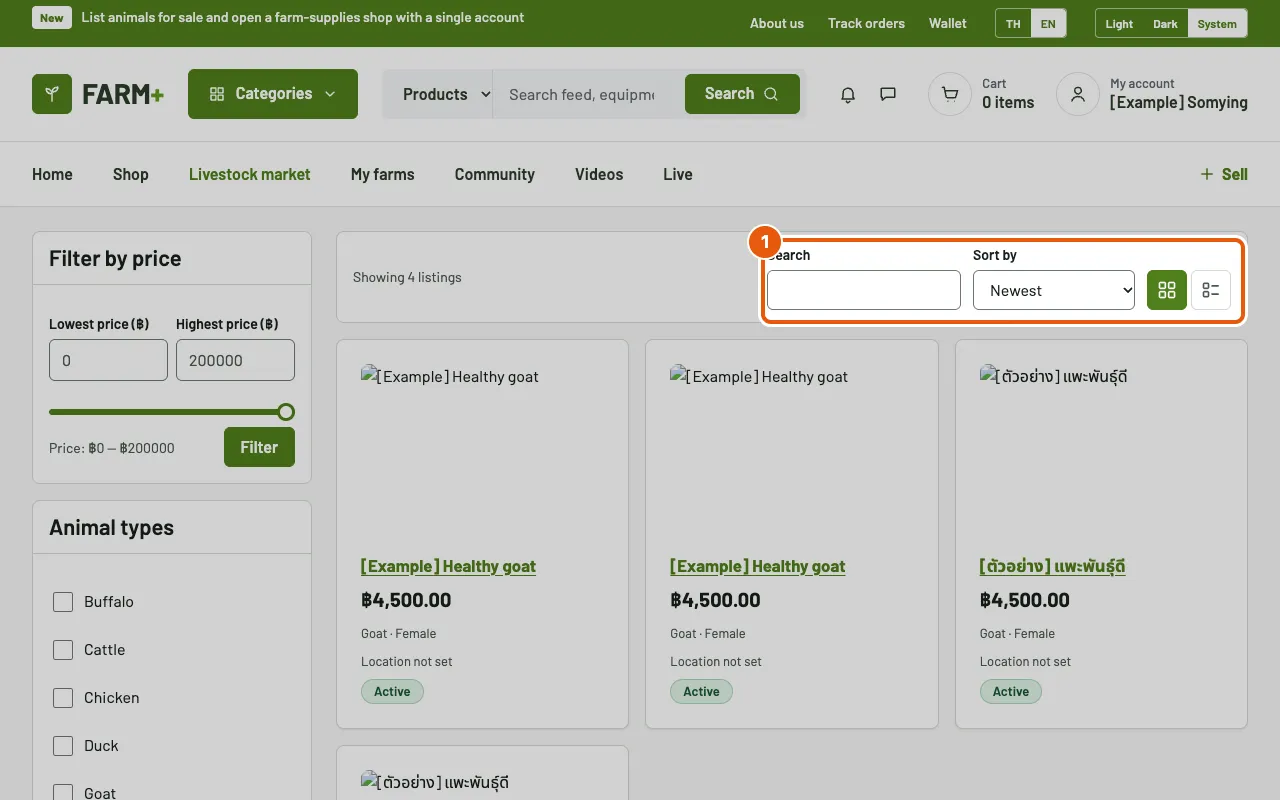 New List animals for sale and open a farm-supplies shop with a single account
About us Track orders Wallet TH EN Light Dark System
FARM+ Categories Products Search feed, equipme Search
Cart
0 items
My account
[Example] Somying
Home Shop Livestock market My farms Community Videos Live + Sell
Filter by price
Lowest price (฿) Highest price (฿)
0 200000
Price: ฿0 — ฿200000 Filter
Animal types
Buffalo
Cattle
Chicken
Duck
Goat
Showing 4 listings
1
Search Sort by
Newest
[Example] Healthy goat
[Example] Healthy goat
฿4,500.00
Goat · Female
Location not set
Active
[Example] Healthy goat
[Example] Healthy goat
฿4,500.00
Goat · Female
Location not set
Active
[ตัวอย่าง] แพะพันธุ์ดี
[ตัวอย่าง] แพะพันธุ์ดี
฿4,500.00
Goat · Female
Location not set
Active
[ตัวอย่าง] แพะพันธุ์ดี